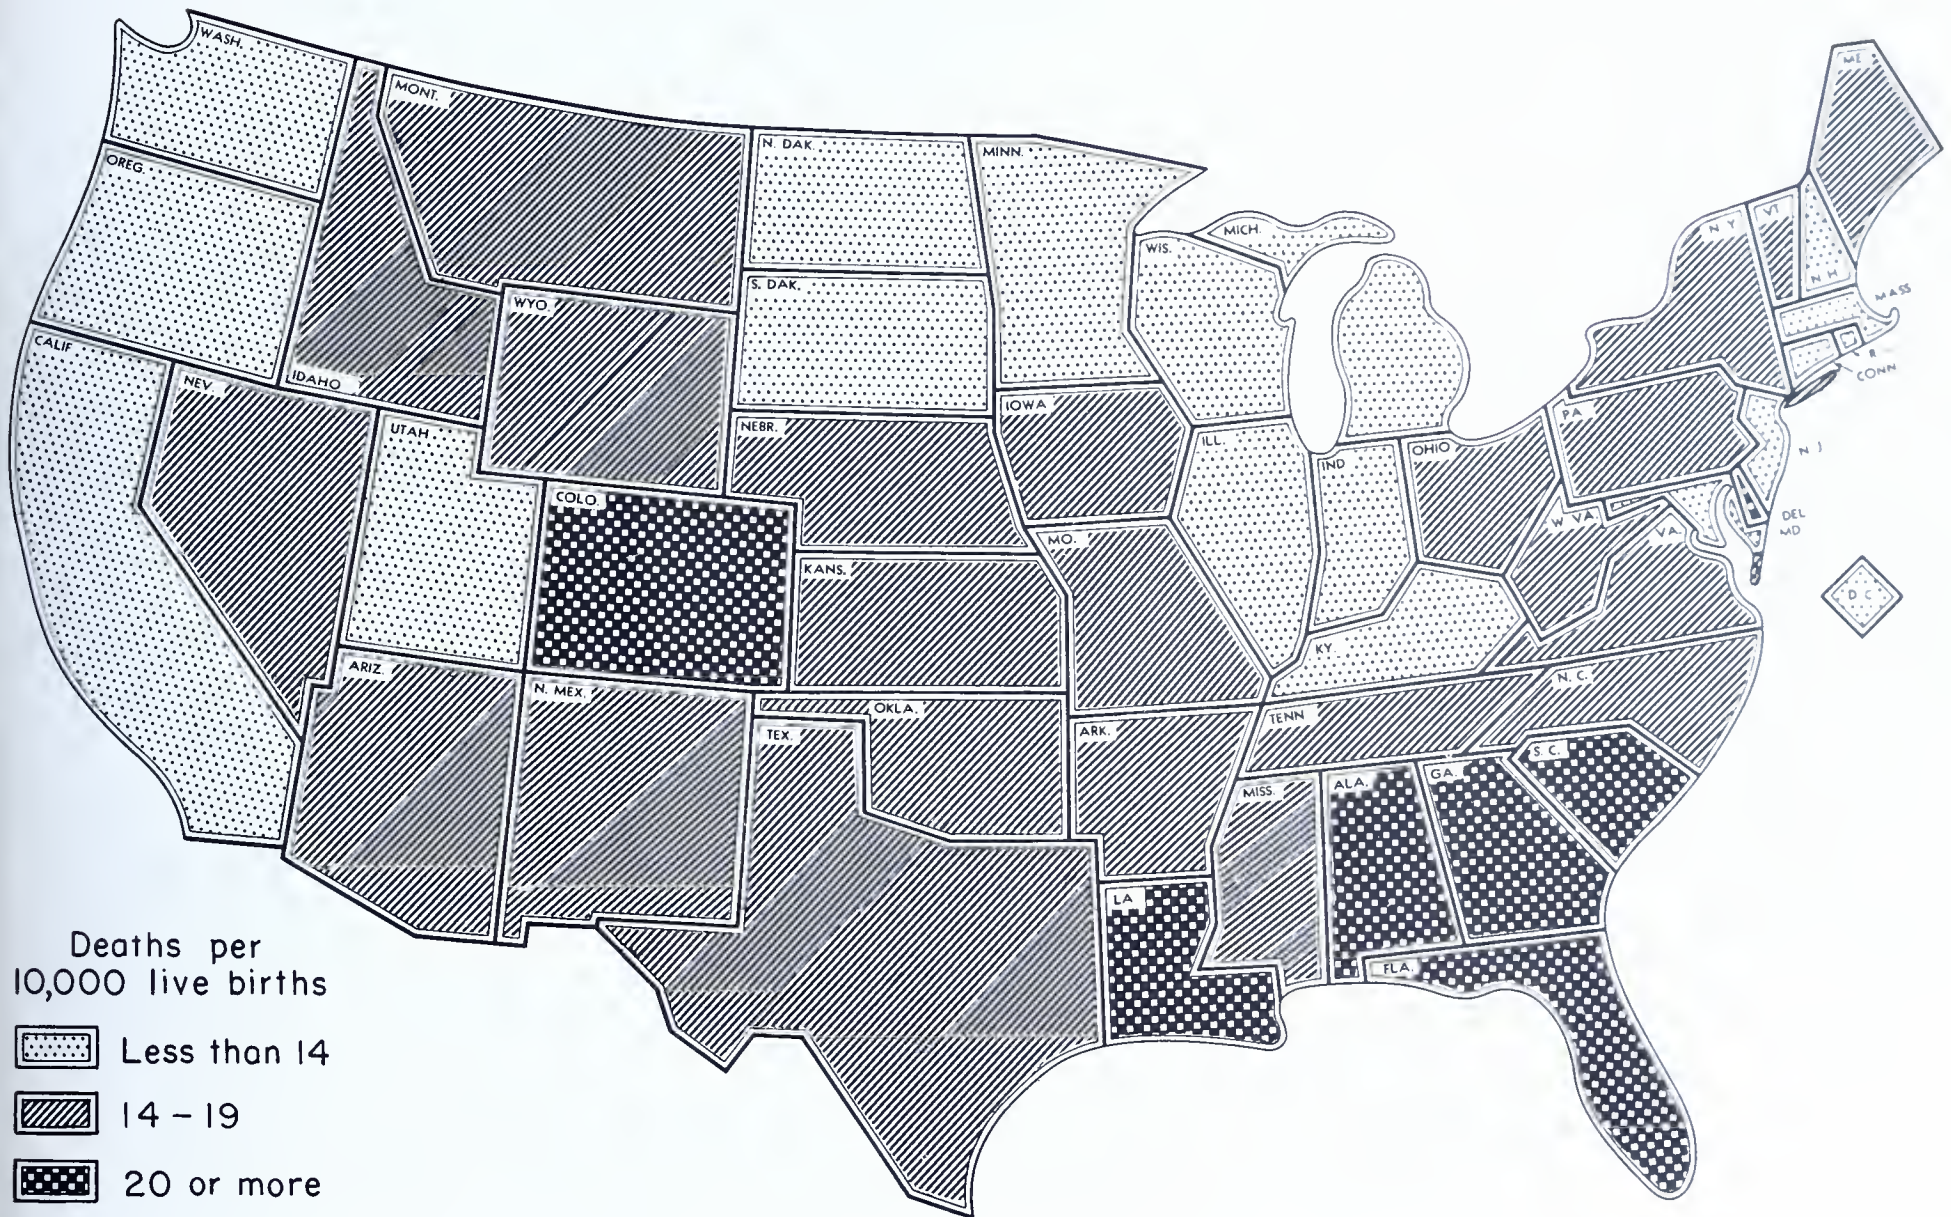 WASH.
MONT.
OREG.
N. DAK.
MINN.
ME
N Y
VT
N H
MASS
R
CONN
MICH.
WIS.
S. DAK.
WYO.
IDAHO
CALIF
NEV.
UTAH
COLO.
NEBR.
IOWA
ILL.
IND
OHIO
PA
N J
DEL
MD
D C
W VA.
VA.
KANS.
MO.
KY.
ARIZ.
N. MEX.
OKLA.
TEX.
ARK.
TENN
N. C.
S. C.
MISS.
ALA.
GA.
LA
FLA.
Deaths per
10,000 live births
Less than 14
14 – 19
20 or more